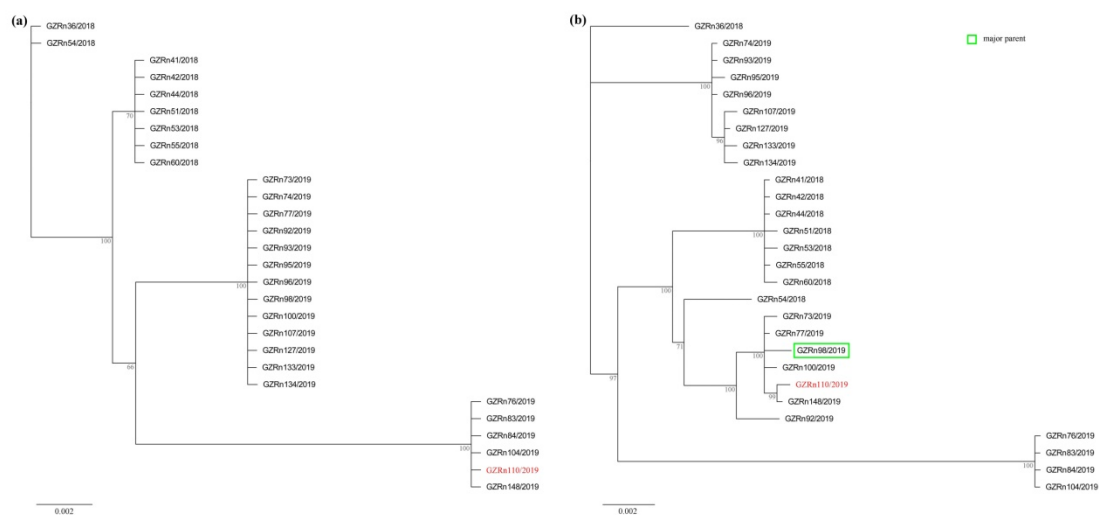 (a)
GZRn36/2018
GZRn54/2018
GZRn41/2018
GZRn42/2018
GZRn44/2018
GZRn51/2018
70
GZRn53/2018
GZRn55/2018
GZRn60/2018
GZRn73/2019
GZRn74/2019
GZRn77/2019
GZRn92/2019
100
GZRn93/2019
GZRn95/2019
GZRn96/2019
100
GZRn98/2019
GZRn100/2019
GZRn107/2019
GZRn127/2019
66
GZRn133/2019
GZRn134/2019
GZRn76/2019
GZRn83/2019
GZRn84/2019
100
GZRn104/2019
GZRn110/2019
GZRn148/2019
0.002
(b)
major parent
GZRn36/2018
GZRn74/2019
GZRn93/2019
GZRn95/2019
100
GZRn96/2019
GZRn107/2019
GZRn127/2019
96
GZRn133/2019
GZRn134/2019
GZRn41/2018
GZRn42/2018
GZRn44/2018
GZRn51/2018
100
GZRn53/2018
GZRn55/2018
GZRn60/2018
100
GZRn54/2018
GZRn73/2019
GZRn77/2019
71
GZRn98/2019
100
GZRn100/2019
97
GZRn110/2019
100
99
GZRn148/2019
GZRn92/2019
GZRn76/2019
GZRn83/2019
100
GZRn84/2019
GZRn104/2019
0.002